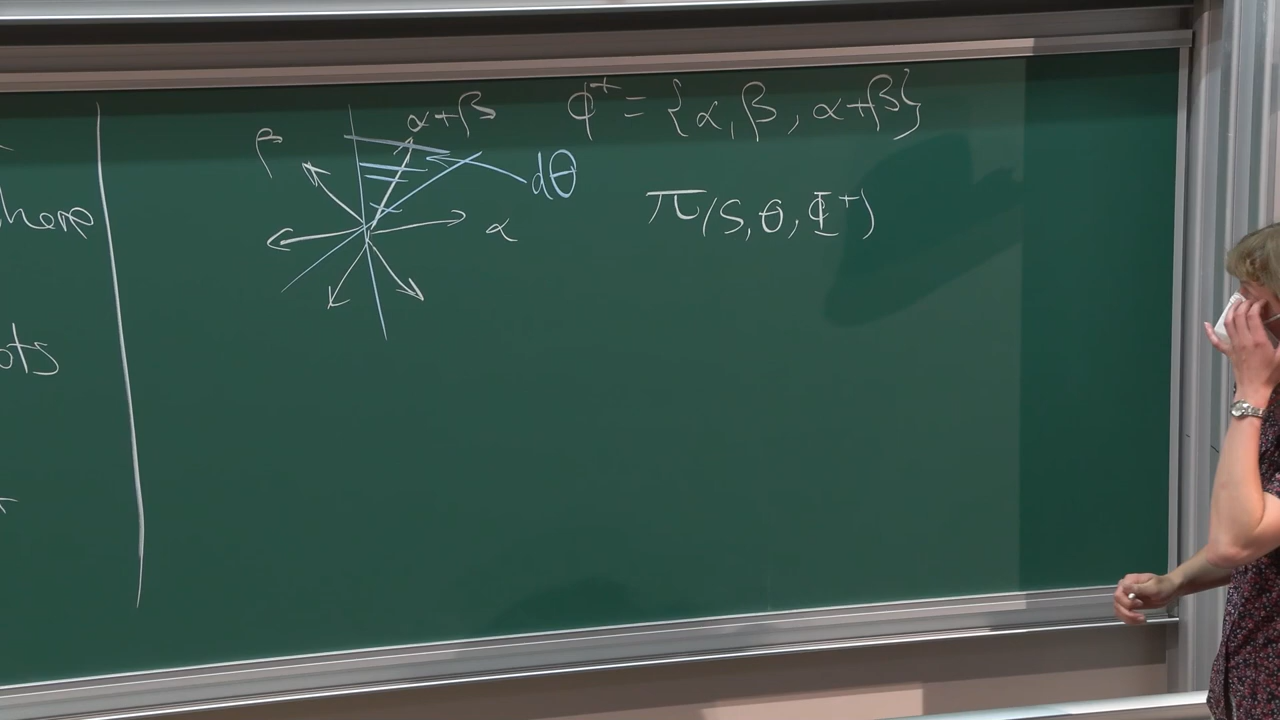 α+β
Φ⁺ = {α, β, α+β}
β
dθ
α
π(S, θ, Φ⁺)
here
ots